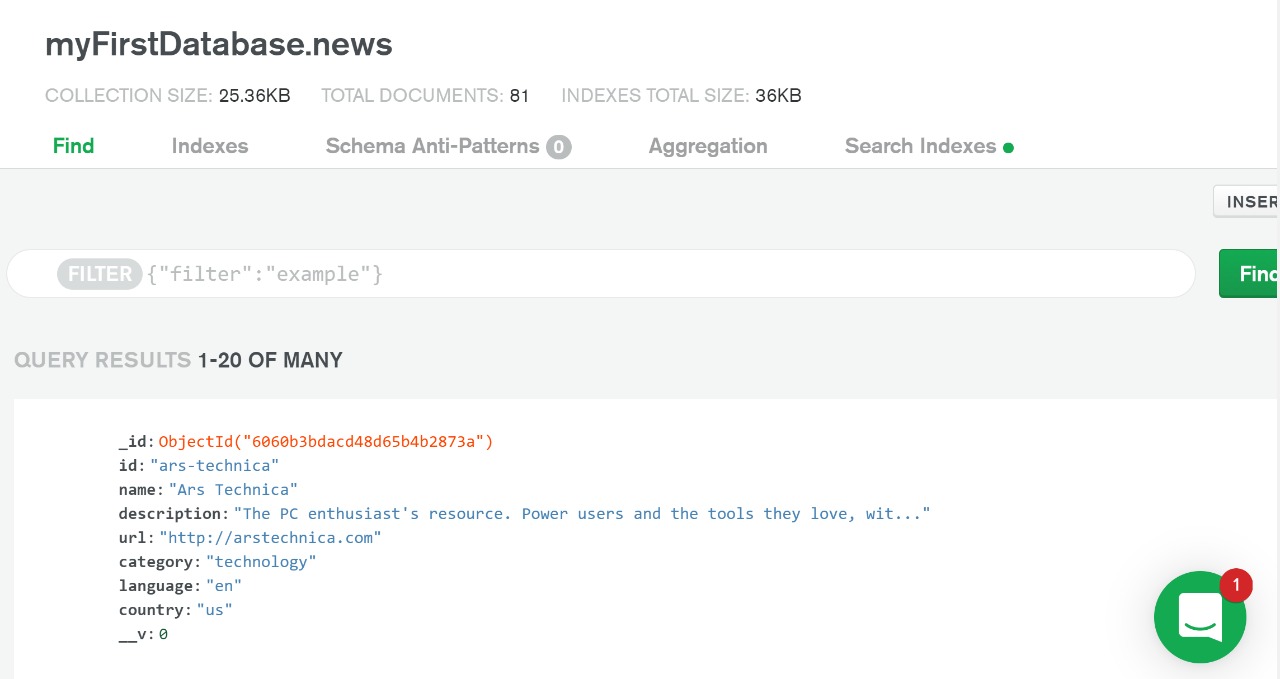 myFirstDatabase.news
COLLECTION SIZE: 25.36KB TOTAL DOCUMENTS: 81 INDEXES TOTAL SIZE: 36KB
Find Indexes Schema Anti-Patterns 0 Aggregation Search Indexes
INSER
FILTER {"filter":"example"} Find
QUERY RESULTS 1-20 OF MANY
_id: ObjectId("6060b3bdacd48d65b4b2873a")
id: "ars-technica"
name: "Ars Technica"
description: "The PC enthusiast's resource. Power users and the tools they love, wit..."
url: "http://arstechnica.com"
category: "technology"
language: "en"
country: "us"
__v: 0
1